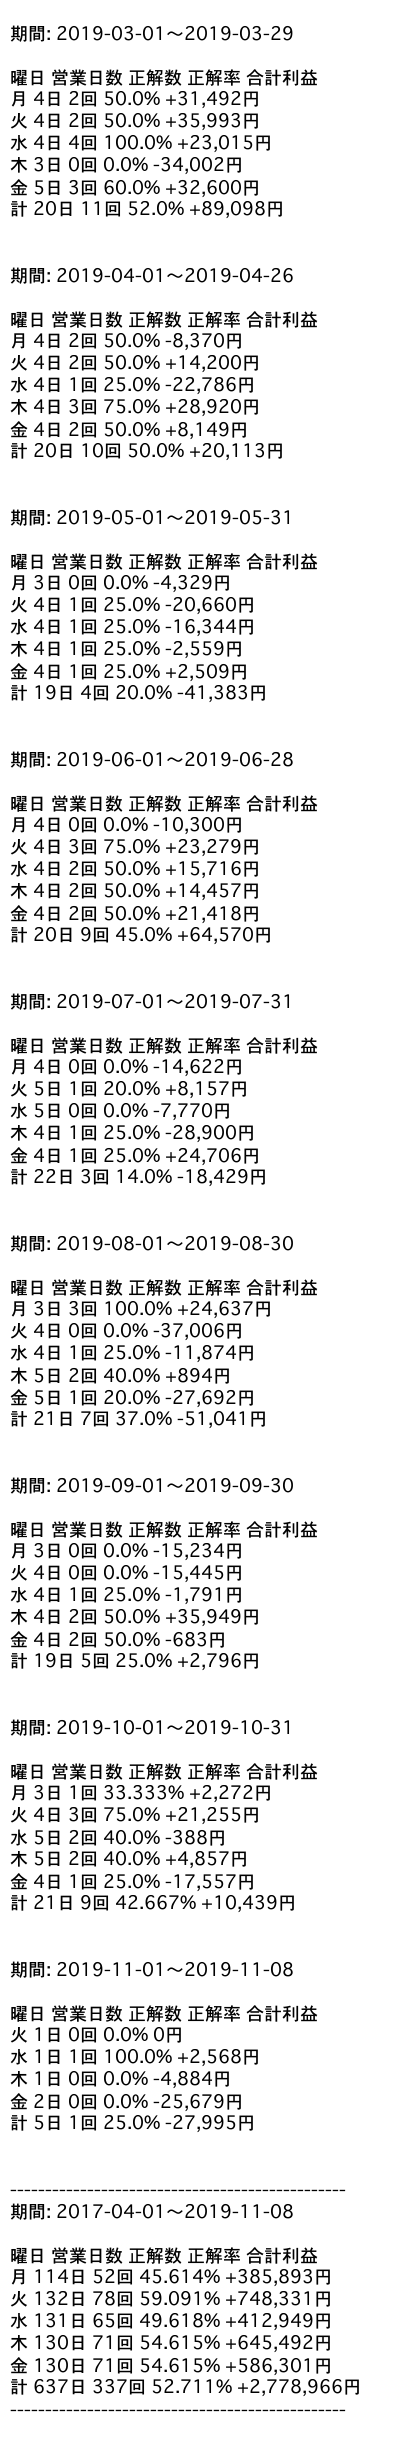 期間: 2019-03-01〜2019-03-29
曜日 営業日数 正解数 正解率 合計利益
月 4日 2回 50.0% +31,492円
火 4日 2回 50.0% +35,993円
水 4日 4回 100.0% +23,015円
木 3日 0回 0.0% -34,002円
金 5日 3回 60.0% +32,600円
計 20日 11回 52.0% +89,098円
期間: 2019-04-01〜2019-04-26
曜日 営業日数 正解数 正解率 合計利益
月 4日 2回 50.0% -8,370円
火 4日 2回 50.0% +14,200円
水 4日 1回 25.0% -22,786円
木 4日 3回 75.0% +28,920円
金 4日 2回 50.0% +8,149円
計 20日 10回 50.0% +20,113円
期間: 2019-05-01〜2019-05-31
曜日 営業日数 正解数 正解率 合計利益
月 3日 0回 0.0% -4,329円
火 4日 1回 25.0% -20,660円
水 4日 1回 25.0% -16,344円
木 4日 1回 25.0% -2,559円
金 4日 1回 25.0% +2,509円
計 19日 4回 20.0% -41,383円
期間: 2019-06-01〜2019-06-28
曜日 営業日数 正解数 正解率 合計利益
月 4日 0回 0.0% -10,300円
火 4日 3回 75.0% +23,279円
水 4日 2回 50.0% +15,716円
木 4日 2回 50.0% +14,457円
金 4日 2回 50.0% +21,418円
計 20日 9回 45.0% +64,570円
期間: 2019-07-01〜2019-07-31
曜日 営業日数 正解数 正解率 合計利益
月 4日 0回 0.0% -14,622円
火 5日 1回 20.0% +8,157円
水 5日 0回 0.0% -7,770円
木 4日 1回 25.0% -28,900円
金 4日 1回 25.0% +24,706円
計 22日 3回 14.0% -18,429円
期間: 2019-08-01〜2019-08-30
曜日 営業日数 正解数 正解率 合計利益
月 3日 3回 100.0% +24,637円
火 4日 0回 0.0% -37,006円
水 4日 1回 25.0% -11,874円
木 5日 2回 40.0% +894円
金 5日 1回 20.0% -27,692円
計 21日 7回 37.0% -51,041円
期間: 2019-09-01〜2019-09-30
曜日 営業日数 正解数 正解率 合計利益
月 3日 0回 0.0% -15,234円
火 4日 0回 0.0% -15,445円
水 4日 1回 25.0% -1,791円
木 4日 2回 50.0% +35,949円
金 4日 2回 50.0% -683円
計 19日 5回 25.0% +2,796円
期間: 2019-10-01〜2019-10-31
曜日 営業日数 正解数 正解率 合計利益
月 3日 1回 33.333% +2,272円
火 4日 3回 75.0% +21,255円
水 5日 2回 40.0% -388円
木 5日 2回 40.0% +4,857円
金 4日 1回 25.0% -17,557円
計 21日 9回 42.667% +10,439円
期間: 2019-11-01〜2019-11-08
曜日 営業日数 正解数 正解率 合計利益
火 1日 0回 0.0% 0円
水 1日 1回 100.0% +2,568円
木 1日 0回 0.0% -4,884円
金 2日 0回 0.0% -25,679円
計 5日 1回 25.0% -27,995円
------------------------------------------------
期間: 2017-04-01〜2019-11-08
曜日 営業日数 正解数 正解率 合計利益
月 114日 52回 45.614% +385,893円
火 132日 78回 59.091% +748,331円
水 131日 65回 49.618% +412,949円
木 130日 71回 54.615% +645,492円
金 130日 71回 54.615% +586,301円
計 637日 337回 52.711% +2,778,966円
------------------------------------------------